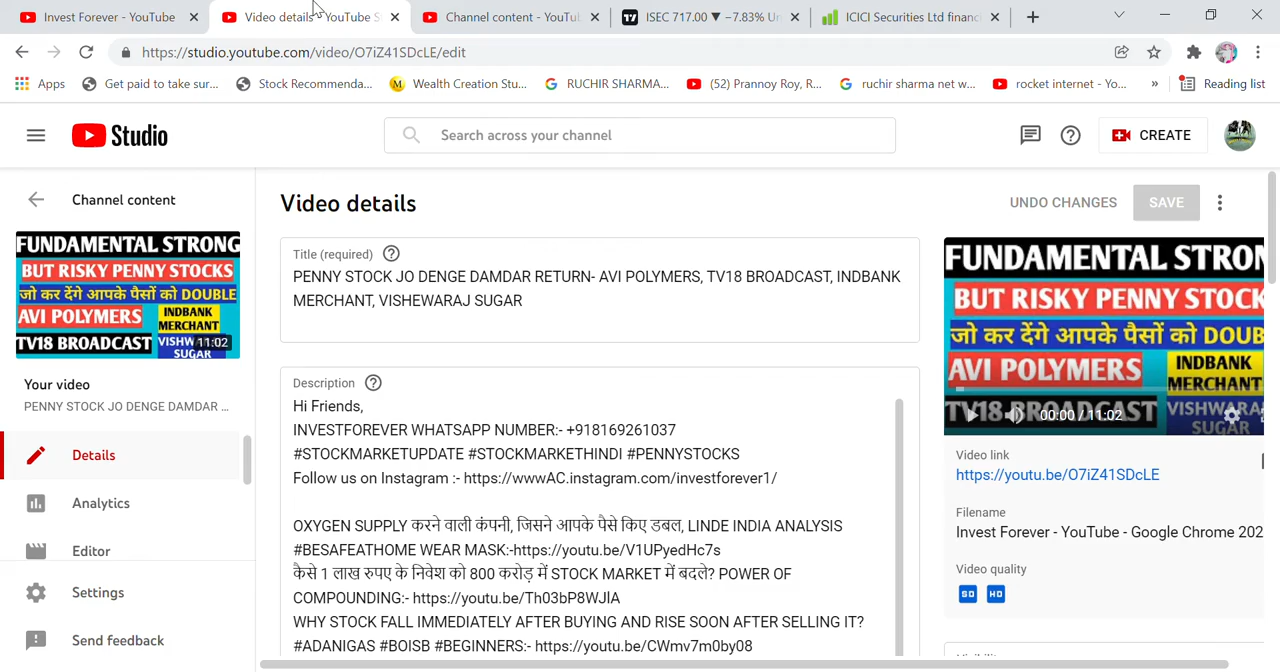 Invest Forever - YouTube
Video details - YouTube S
Channel content - YouTu
ISEC 717.00 ▼ −7.83% Un
ICICI Securities Ltd financ
https://studio.youtube.com/video/O7iZ41SDcLE/edit
Apps
Get paid to take sur...
Stock Recommenda...
Wealth Creation Stu...
RUCHIR SHARMA...
(52) Prannoy Roy, R...
ruchir sharma net w...
rocket internet - Yo...
»
Reading list
Studio
Search across your channel
CREATE
Channel content
Video details
UNDO CHANGES
SAVE
FUNDAMENTAL STRONG
BUT RISKY PENNY STOCKS
जो कर देंगे आपके पैसों को DOUBLE
AVI POLYMERS
INDBANK
MERCHANT
TV18 BROADCAST
VISHW
SUGAR
11:02
Your video
PENNY STOCK JO DENGE DAMDAR ...
Details
Analytics
Editor
Settings
Send feedback
Title (required)
PENNY STOCK JO DENGE DAMDAR RETURN- AVI POLYMERS, TV18 BROADCAST, INDBANK
MERCHANT, VISHEWARAJ SUGAR
Description
Hi Friends,
INVESTFOREVER WHATSAPP NUMBER:- +918169261037
#STOCKMARKETUPDATE #STOCKMARKETHINDI #PENNYSTOCKS
Follow us on Instagram :- https://wwwAC.instagram.com/investforever1/
OXYGEN SUPPLY करने वाली कंपनी, जिसने आपके पैसे किए डबल, LINDE INDIA ANALYSIS
#BESAFEATHOME WEAR MASK:-https://youtu.be/V1UPyedHc7s
कैसे 1 लाख रुपए के निवेश को 800 करोड़ में STOCK MARKET में बदले? POWER OF
COMPOUNDING:- https://youtu.be/Th03bP8WJIA
WHY STOCK FALL IMMEDIATELY AFTER BUYING AND RISE SOON AFTER SELLING IT?
#ADANIGAS #BOISB #BEGINNERS:- https://youtu.be/CWmv7m0by08
FUNDAMENTAL STRON
BUT RISKY PENNY STOCK
जो कर देंगे आपके पैसों को DOUB
AVI POLYMERS
INDBANK
MERCHANT
TV18 BROADCAST
VISHWARA
SUGAR
00:00 / 11:02
Video link
https://youtu.be/O7iZ41SDcLE
Filename
Invest Forever - YouTube - Google Chrome 202
Video quality
SD
HD